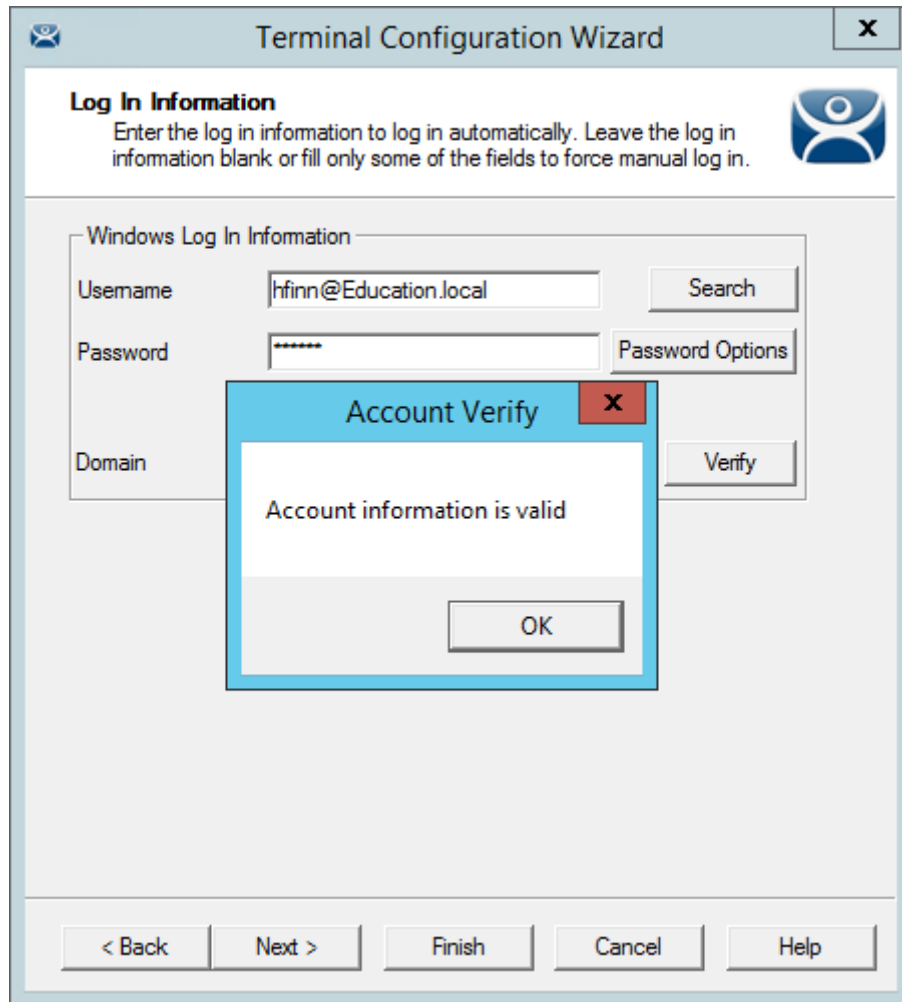 Terminal Configuration Wizard
x
Log In Information
Enter the log in information to log in automatically. Leave the log in
information blank or fill only some of the fields to force manual log in.
Windows Log In Information
Username
hfinn@Education.local
Search
Password
******
Password Options
Account Verify
x
Domain
Verify
Account information is valid
OK
< Back
Next >
Finish
Cancel
Help